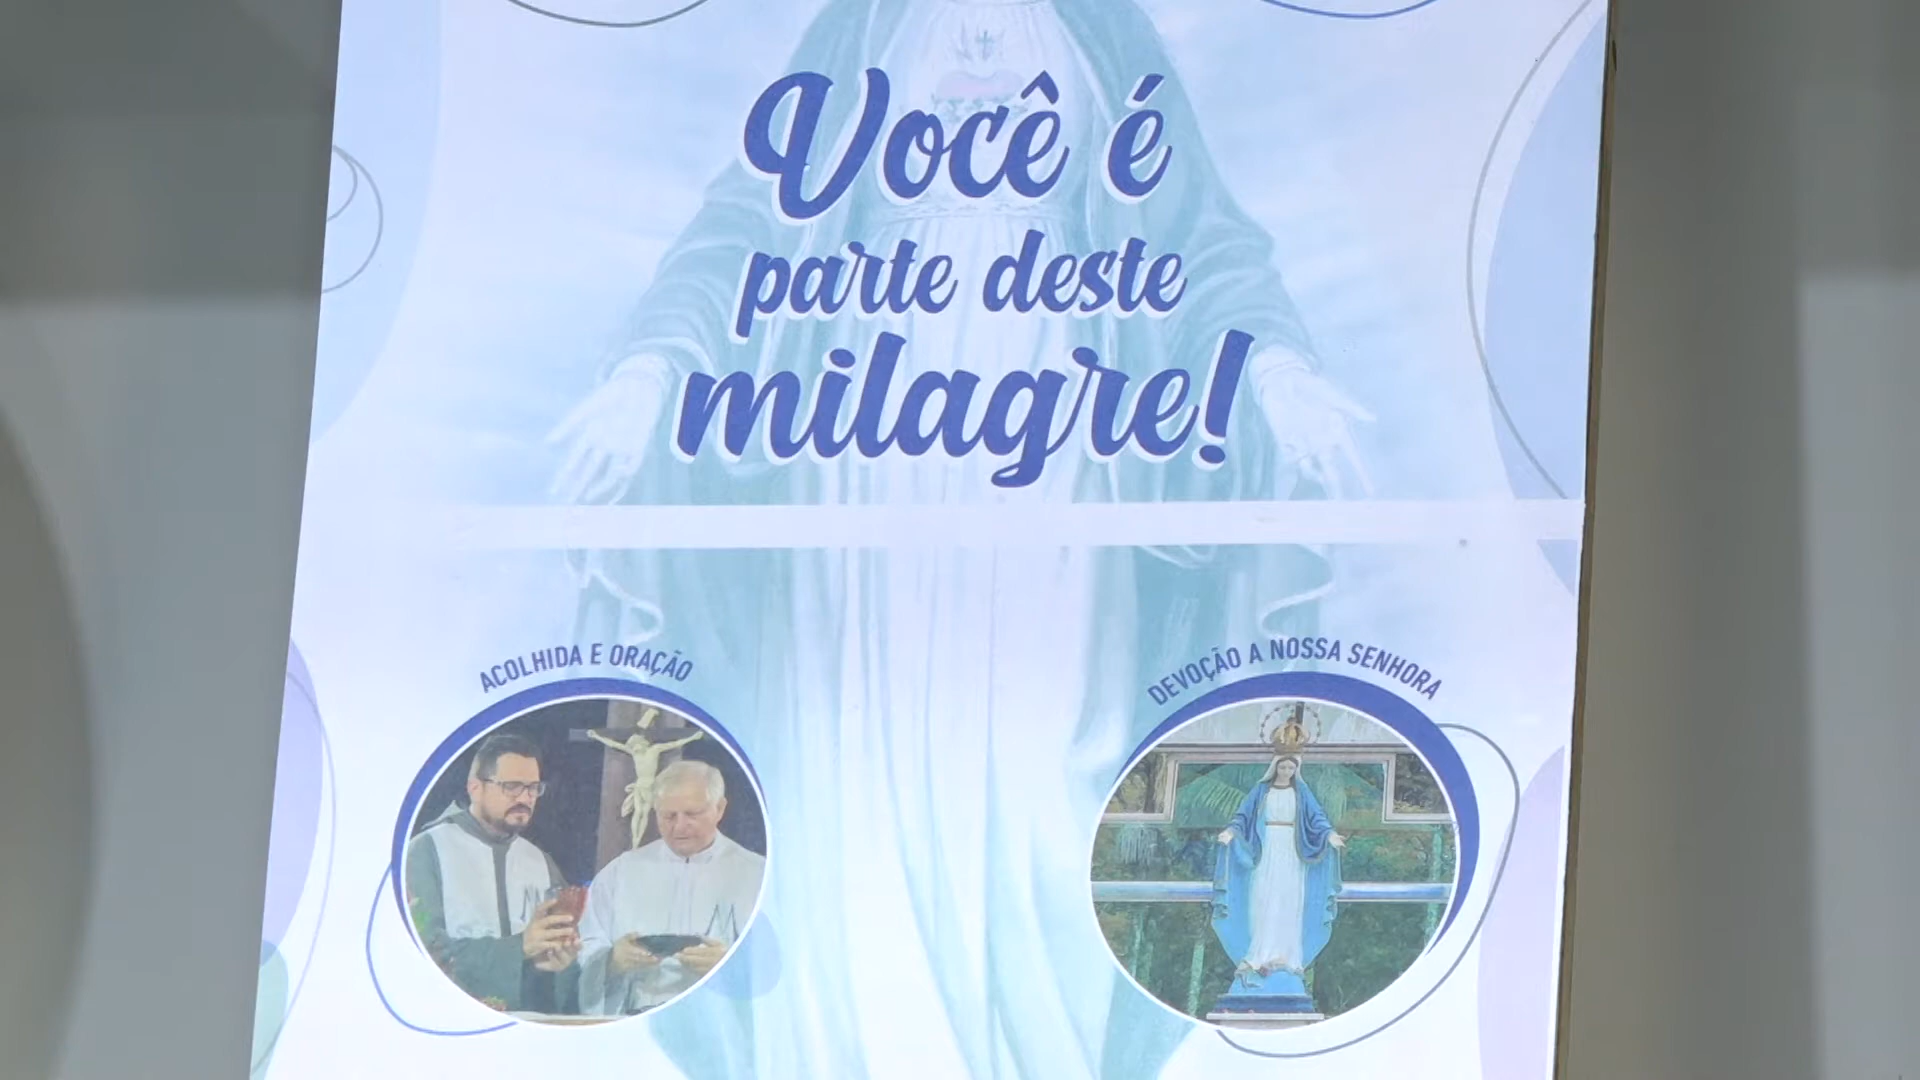 Você é
parte deste
milagre!
ACOLHIDA E ORAÇÃO
DEVOÇÃO A NOSSA SENHORA